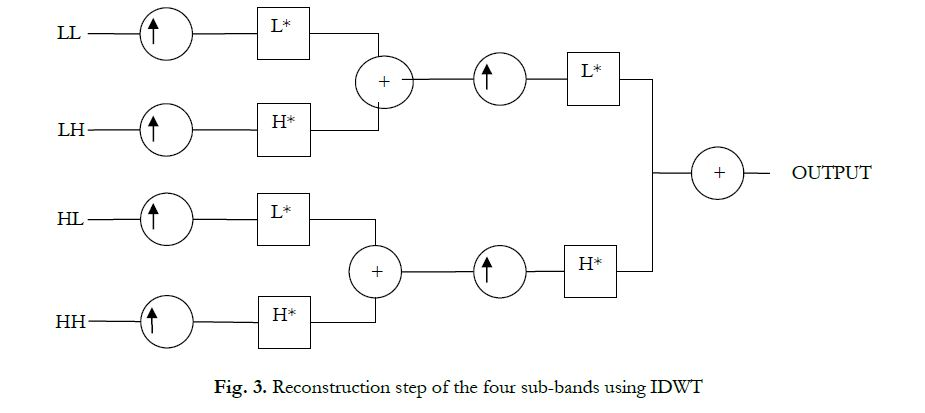 LL
L*
+
L*
LH
H*
+
OUTPUT
HL
L*
+
H*
HH
H*
Fig. 3. Reconstruction step of the four sub-bands using IDWT